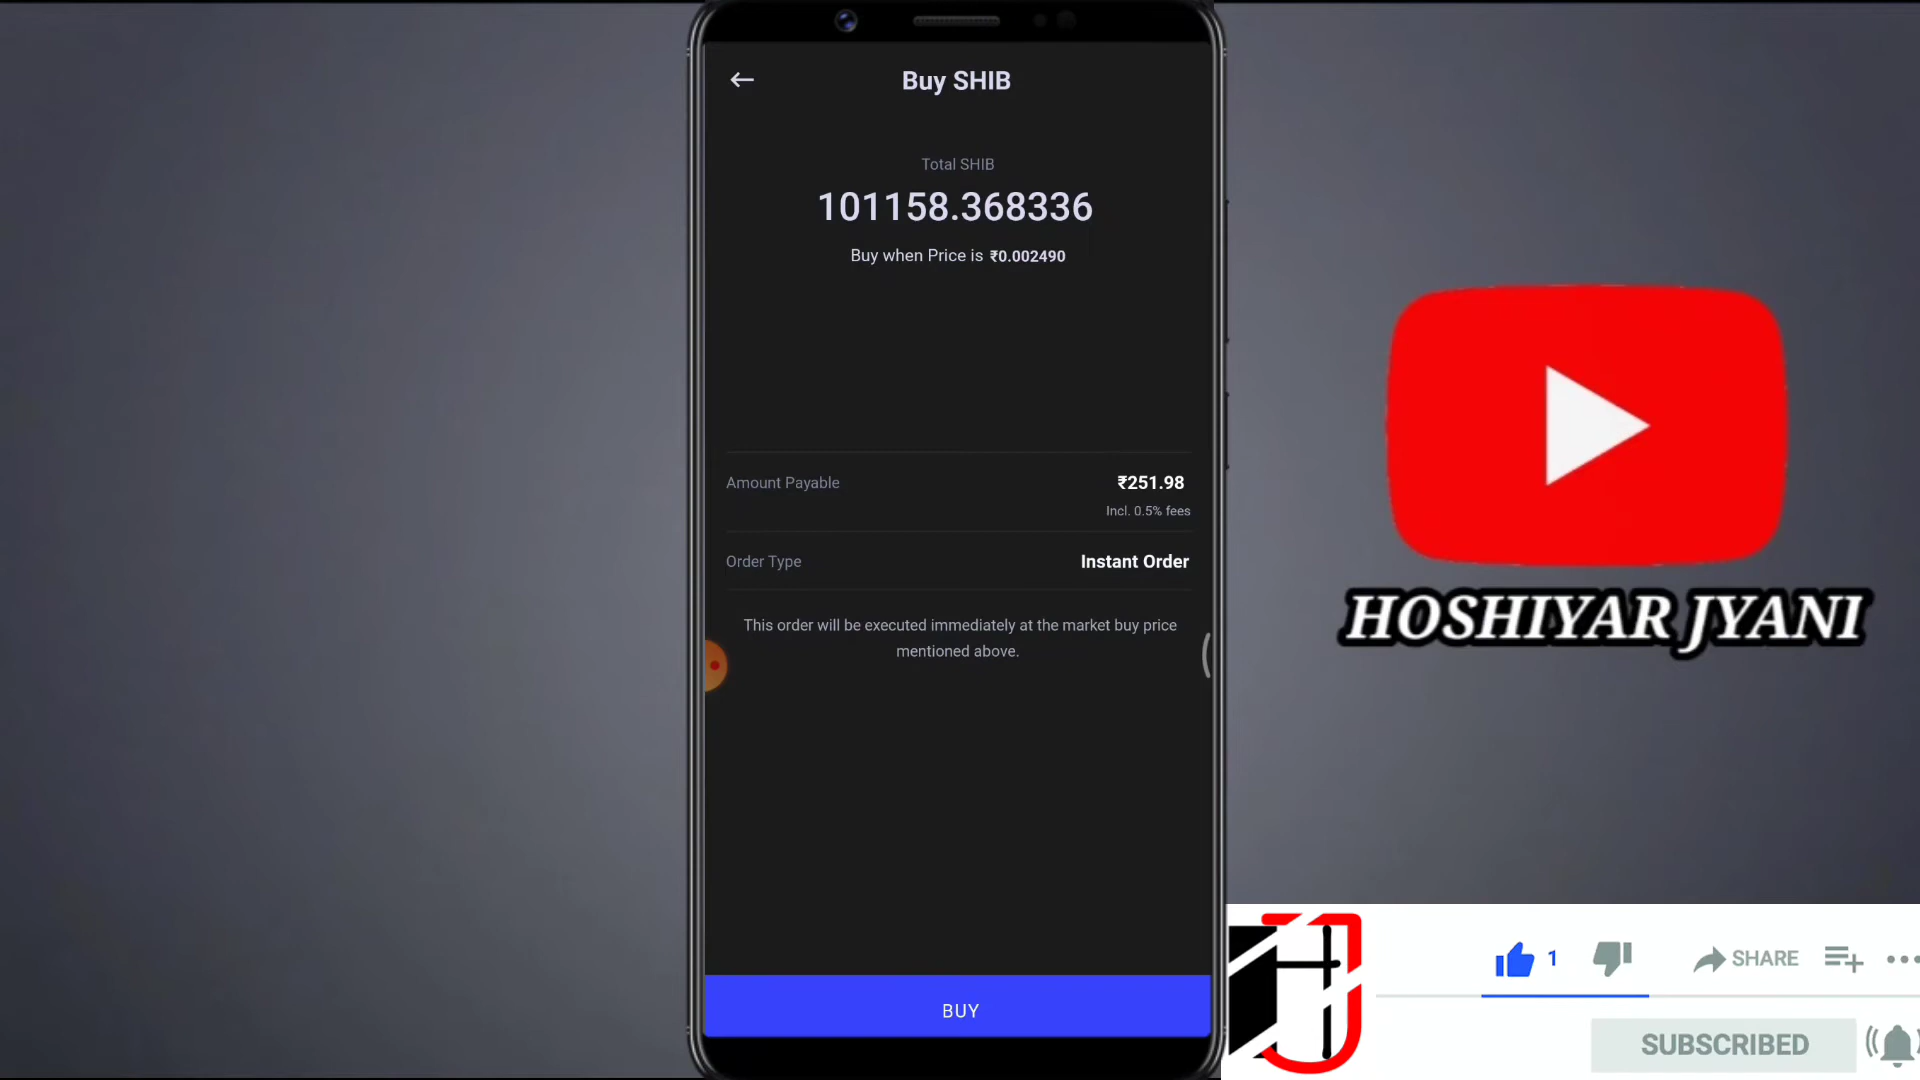 Buy SHIB
Total SHIB
101158.368336
Buy when Price is ₹0.002490
Amount Payable ₹251.98
Incl. 0.5% fees
Order Type Instant Order
This order will be executed immediately at the market buy price
mentioned above.
BUY
HOSHIYAR JYANI
1 SHARE
SUBSCRIBED